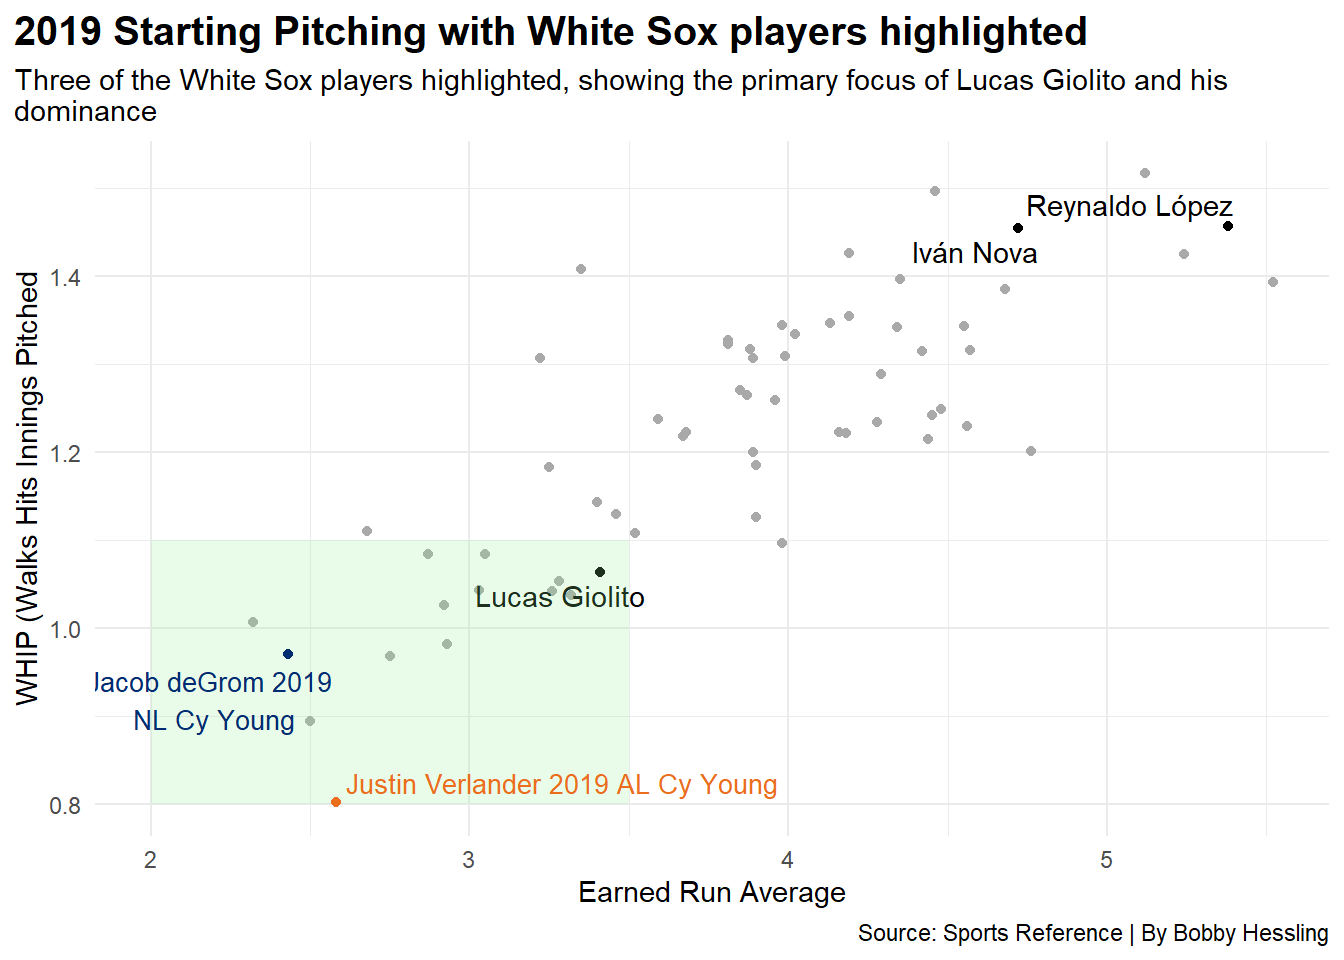 2019 Starting Pitching with White Sox players highlighted
Three of the White Sox players highlighted, showing the primary focus of Lucas Giolito and his
dominance
WHIP (Walks Hits Innings Pitched
1.4
1.2
1.0
0.8
Reynaldo López
Iván Nova
Lucas Giolito
Jacob deGrom 2019
NL Cy Young
Justin Verlander 2019 AL Cy Young
2
3
4
5
Earned Run Average
Source: Sports Reference | By Bobby Hessling